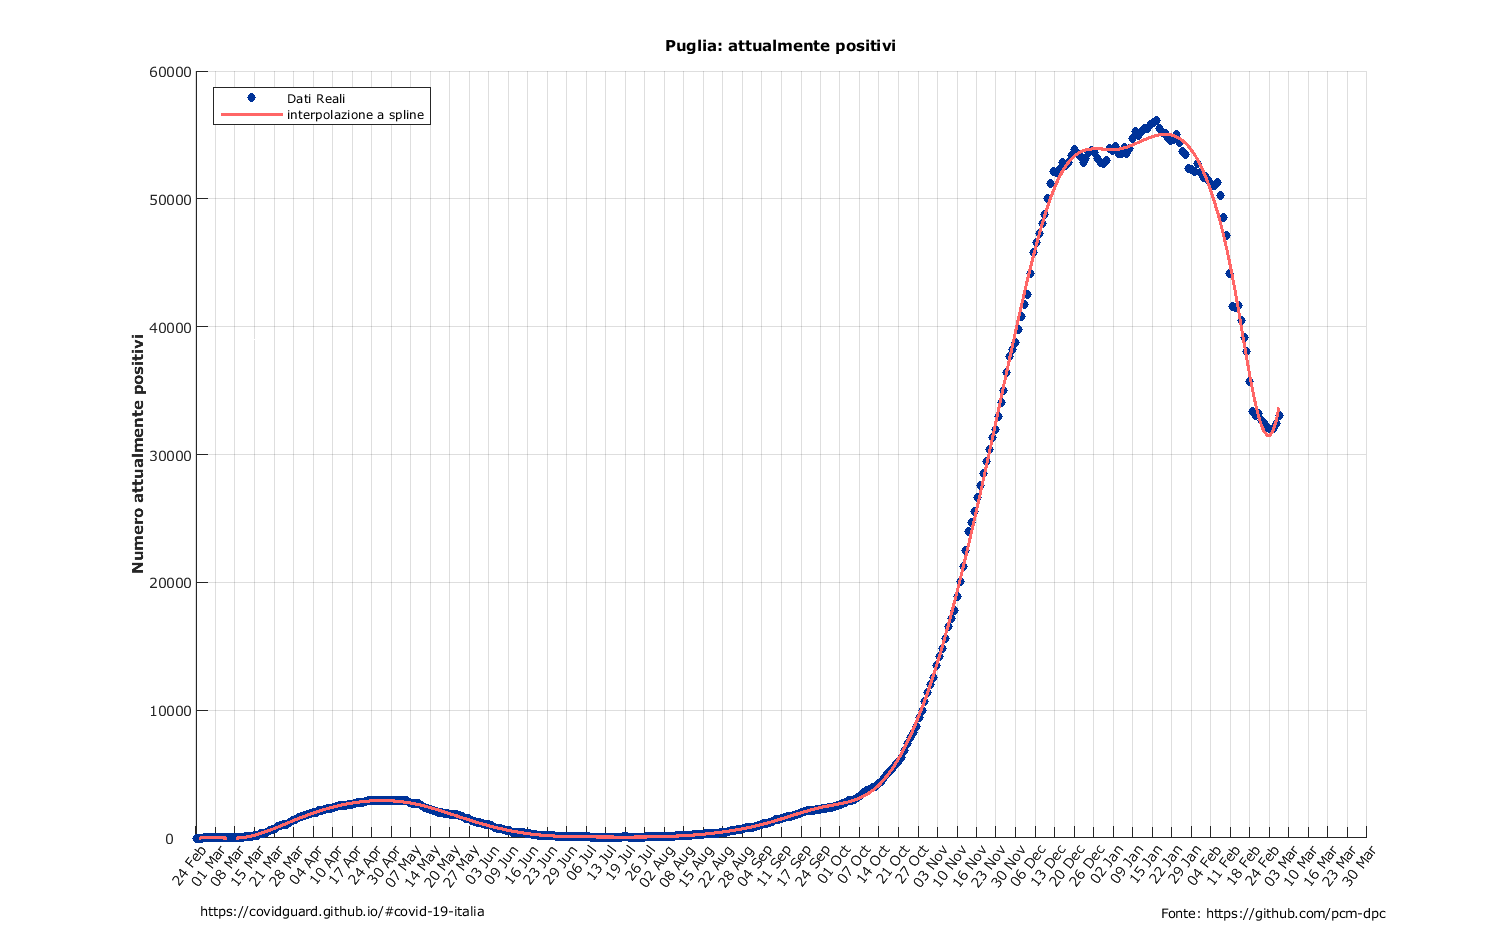 Puglia: attualmente positivi
60000
50000
40000
30000
20000
10000
0
Numero attualmente positivi
Dati Reali
interpolazione a spline
24 Feb
01 Mar
08 Mar
15 Mar
21 Mar
28 Mar
04 Apr
10 Apr
17 Apr
24 Apr
30 Apr
07 May
14 May
20 May
27 May
03 Jun
09 Jun
16 Jun
23 Jun
29 Jun
06 Jul
13 Jul
19 Jul
26 Jul
02 Aug
08 Aug
15 Aug
22 Aug
28 Aug
04 Sep
11 Sep
17 Sep
24 Sep
01 Oct
07 Oct
14 Oct
21 Oct
27 Oct
03 Nov
10 Nov
16 Nov
23 Nov
30 Nov
06 Dec
13 Dec
20 Dec
26 Dec
02 Jan
09 Jan
15 Jan
22 Jan
29 Jan
04 Feb
11 Feb
18 Feb
24 Feb
03 Mar
10 Mar
16 Mar
23 Mar
30 Mar
https://covidguard.github.io/#covid-19-italia
Fonte: https://github.com/pcm-dpc